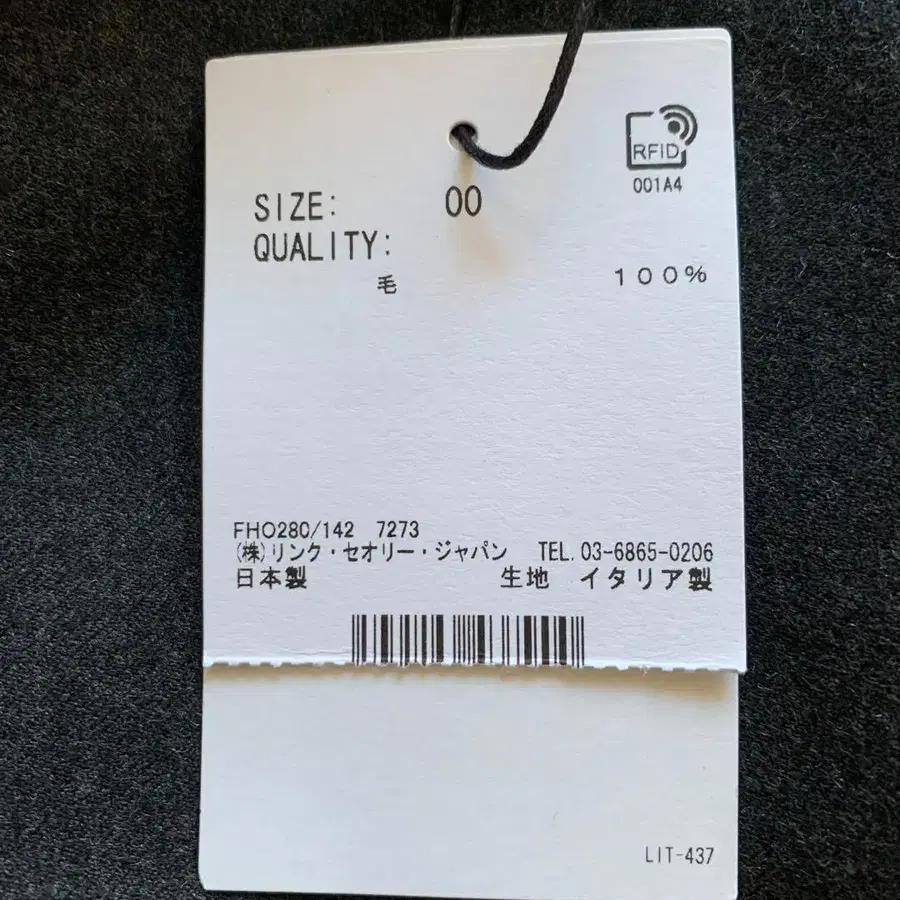 RFID
001A4
SIZE: 00
QUALITY:
毛 100%
FHO280/142 7273
(株)リンク・セオリー・ジャパン TEL. 03-6865-0206
日本製 生地 イタリア製
LIT-437